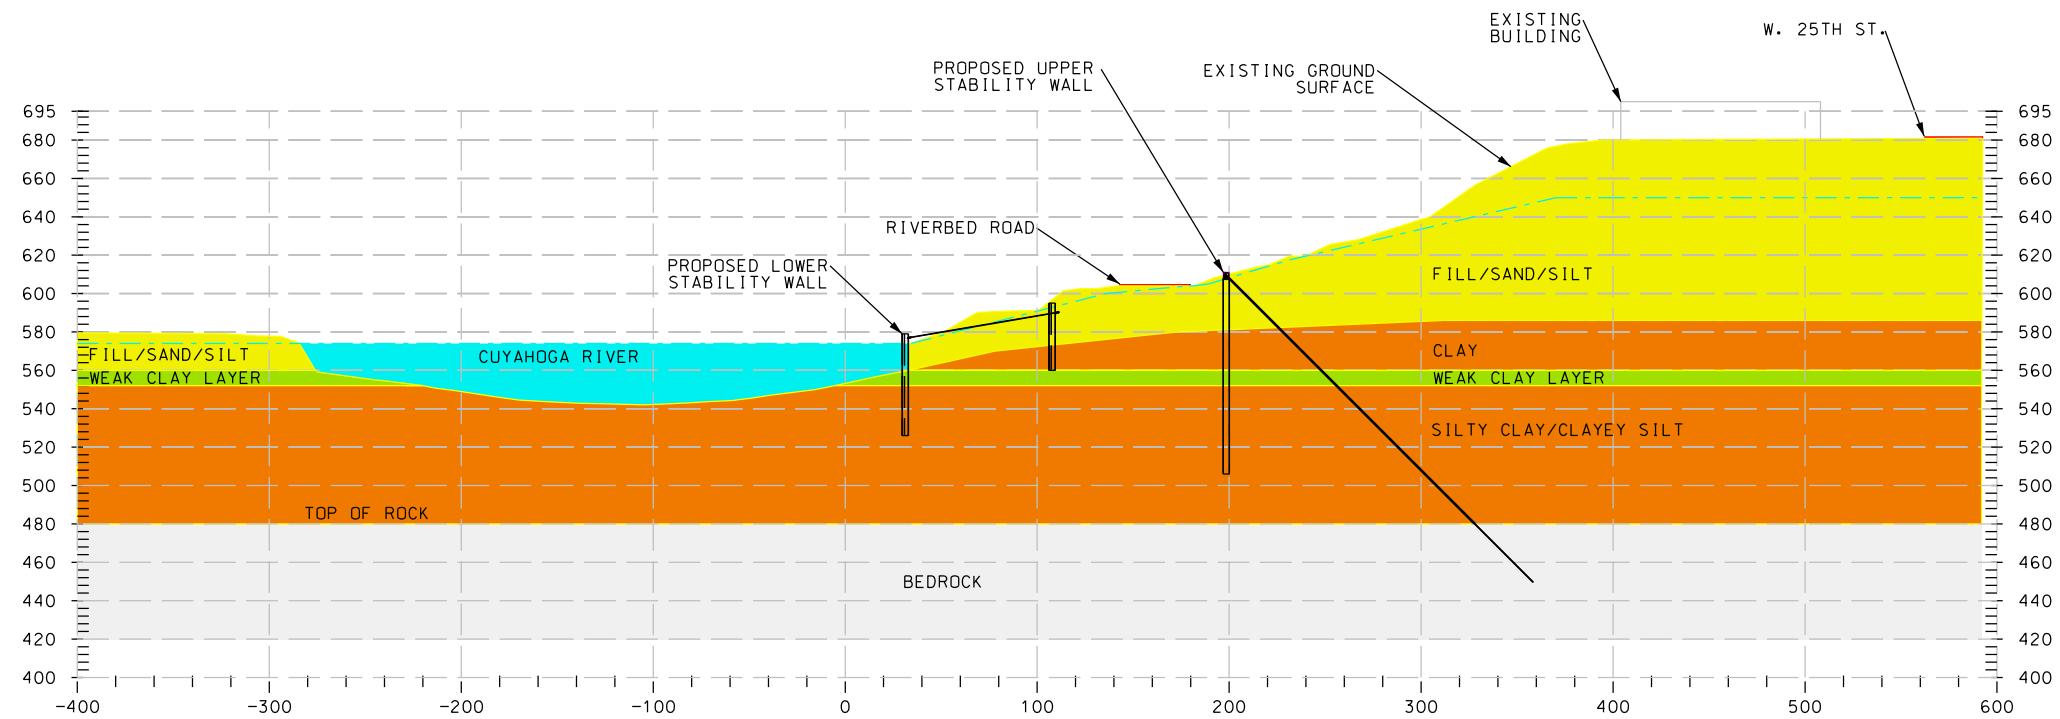 EXISTING
BUILDING
W. 25TH ST.
PROPOSED UPPER
STABILITY WALL
EXISTING GROUND
SURFACE
695
695
680
680
660
660
640
640
RIVERBED ROAD
620
620
PROPOSED LOWER
STABILITY WALL
FILL/SAND/SILT
600
600
580
580
FILL/SAND/SILT
CUYAHOGA RIVER
CLAY
560
560
WEAK CLAY LAYER
WEAK CLAY LAYER
540
540
SILTY CLAY/CLAYEY SILT
520
520
500
500
TOP OF ROCK
480
480
460
460
BEDROCK
440
440
420
420
400
400
-400 -300 -200 -100 0 100 200 300 400 500 600